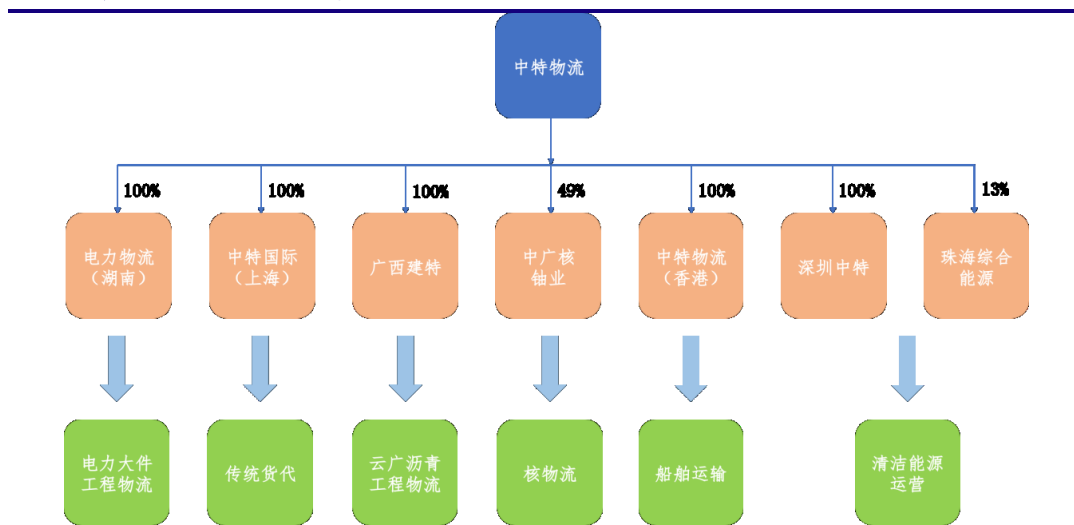 中特物流
100%
100%
100%
49%
100%
100%
13%
电力物流
（湖南）
中特国际
（上海）
广西建特
中广核
铀业
中特物流
（香港）
深圳中特
珠海综合
能源
电力大件
工程物流
传统货代
云广沥青
工程物流
核物流
船舶运输
清洁能源
运营